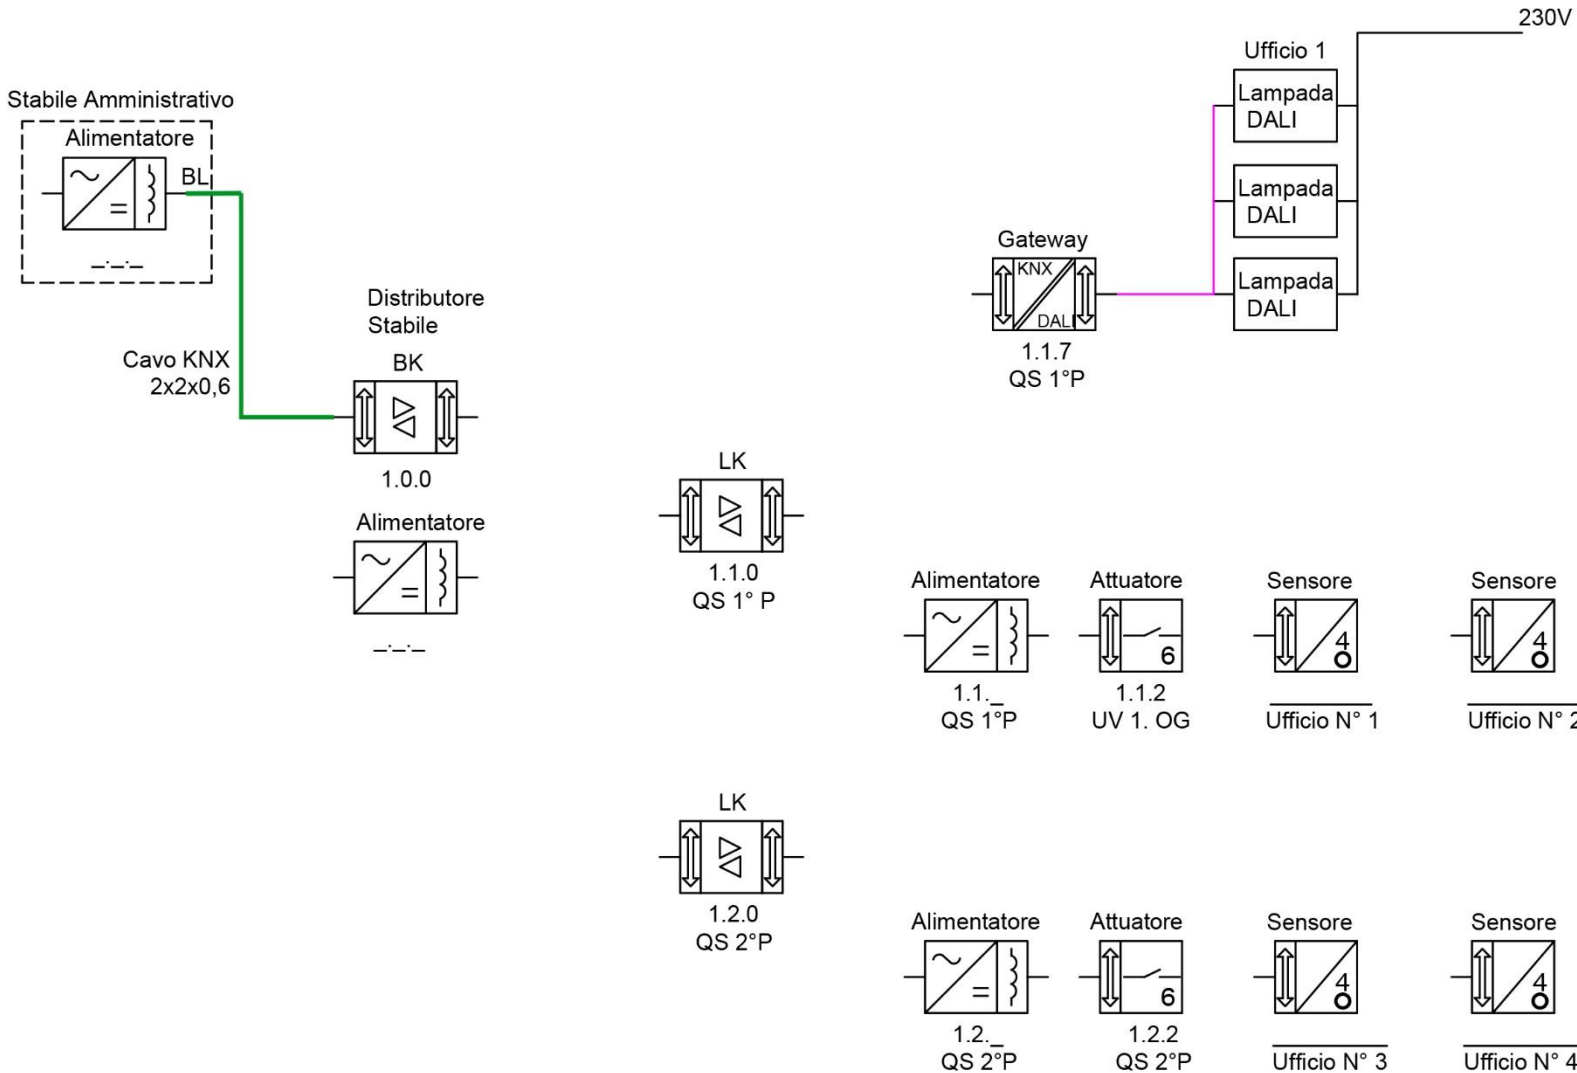 230V
Ufficio 1
Lampada
DALI
Lampada
DALI
Lampada
DALI
Stabile Amministrativo
Alimentatore
BL
_._._
Cavo KNX
2x2x0,6
Distributore
Stabile
BK
1.0.0
Alimentatore
_._._
Gateway
KNX
DALI
1.1.7
QS 1°P
LK
1.1.0
QS 1° P
Alimentatore
1.1._
QS 1°P
Attuatore
6
1.1.2
UV 1. OG
Sensore
4
Ufficio N° 1
Sensore
4
Ufficio N° 2
LK
1.2.0
QS 2°P
Alimentatore
1.2._
QS 2°P
Attuatore
6
1.2.2
QS 2°P
Sensore
4
Ufficio N° 3
Sensore
4
Ufficio N° 4